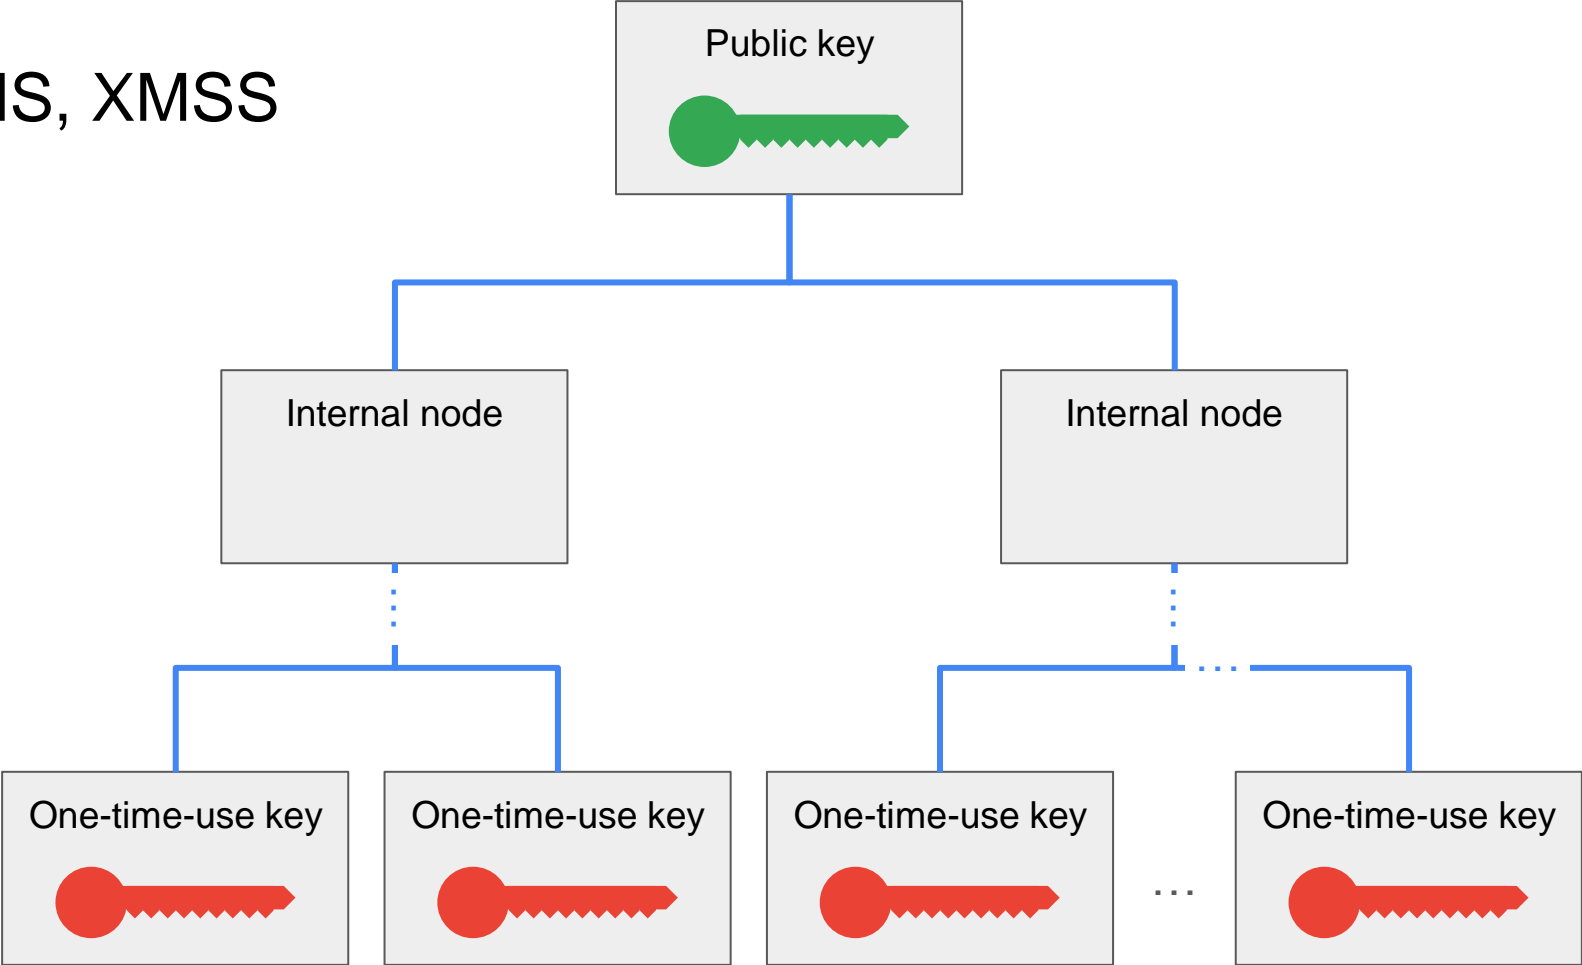 Public key
XMSS
Internal node
Internal node
One-time-use key
One-time-use key
One-time-use key
...
One-time-use key